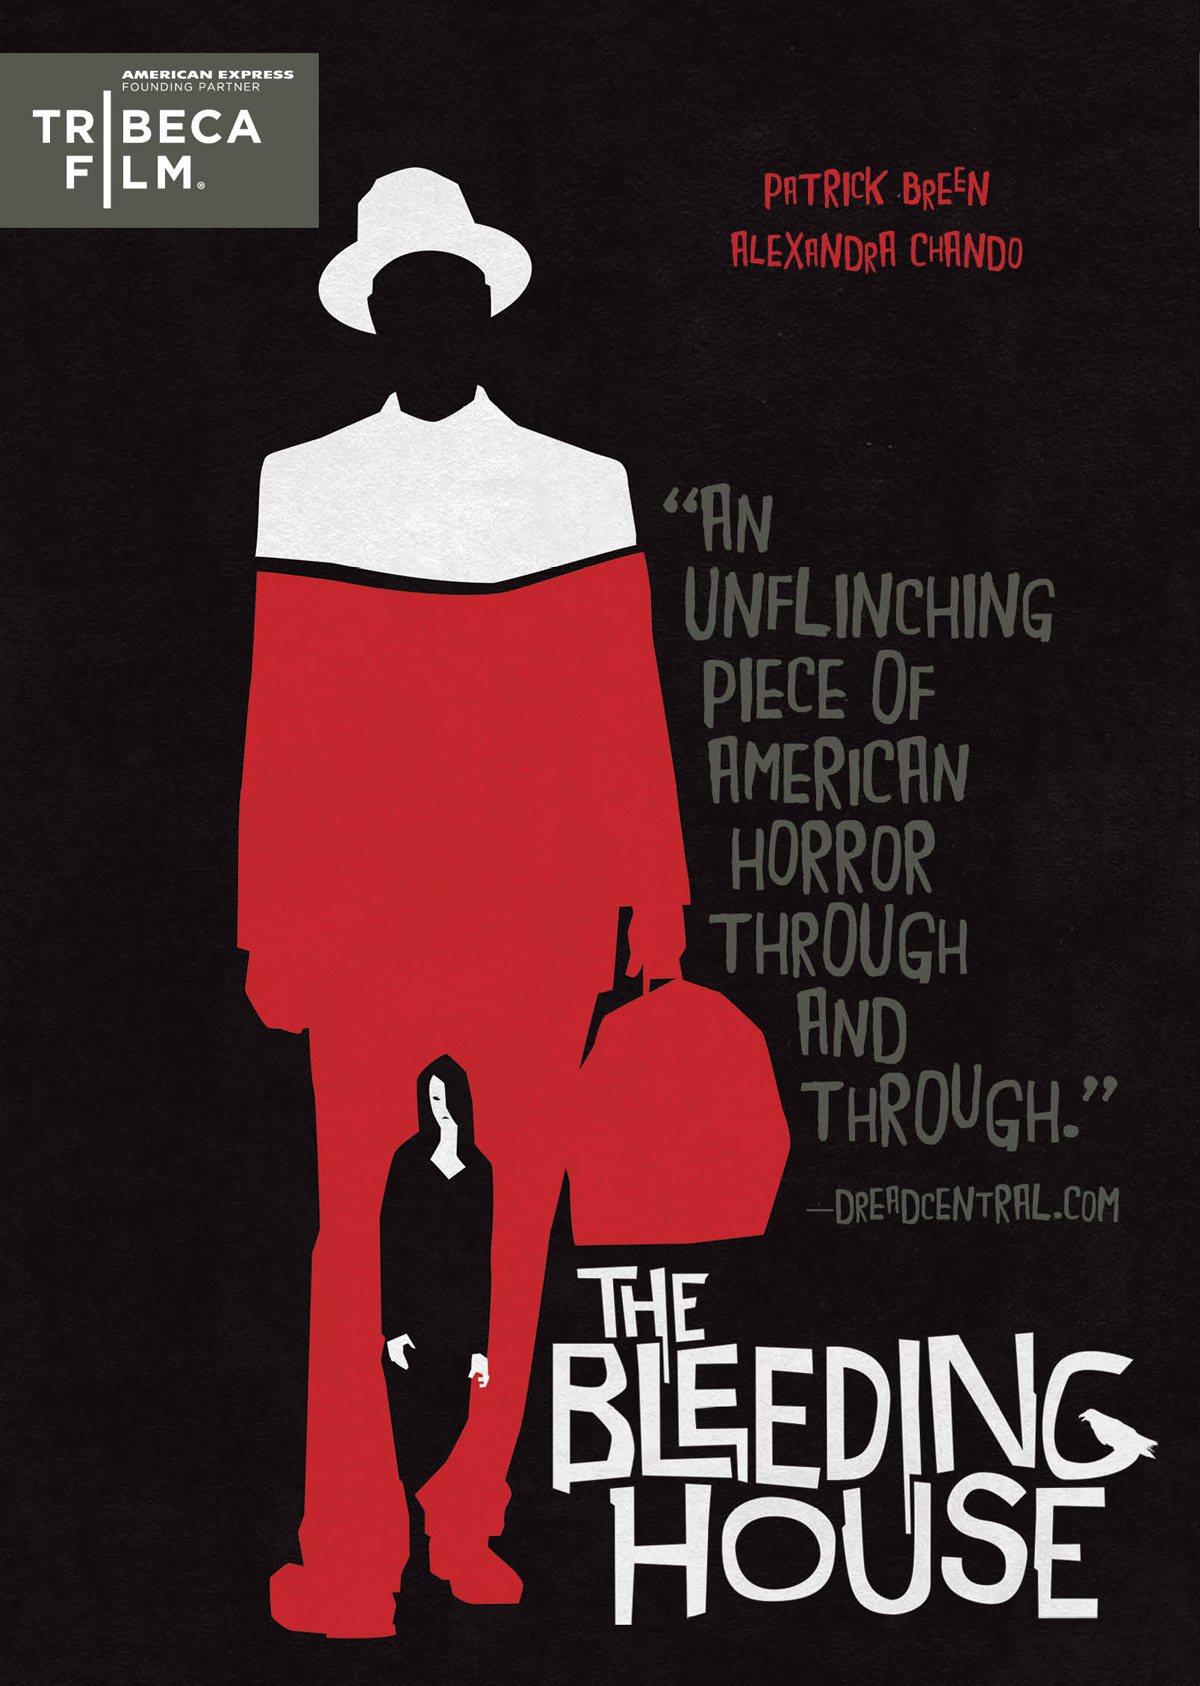 AMERICAN EXPRESS
FOUNDING PARTNER
TRIBECA
FILM®
PATRICK BREEN
ALEXANDRA CHANDO
“AN
UNFLINCHING
PIECE OF
AMERICAN
HORROR
THROUGH
AND
THROUGH.”
—DREADCENTRAL.COM
THE
BLEEDING
HOUSE